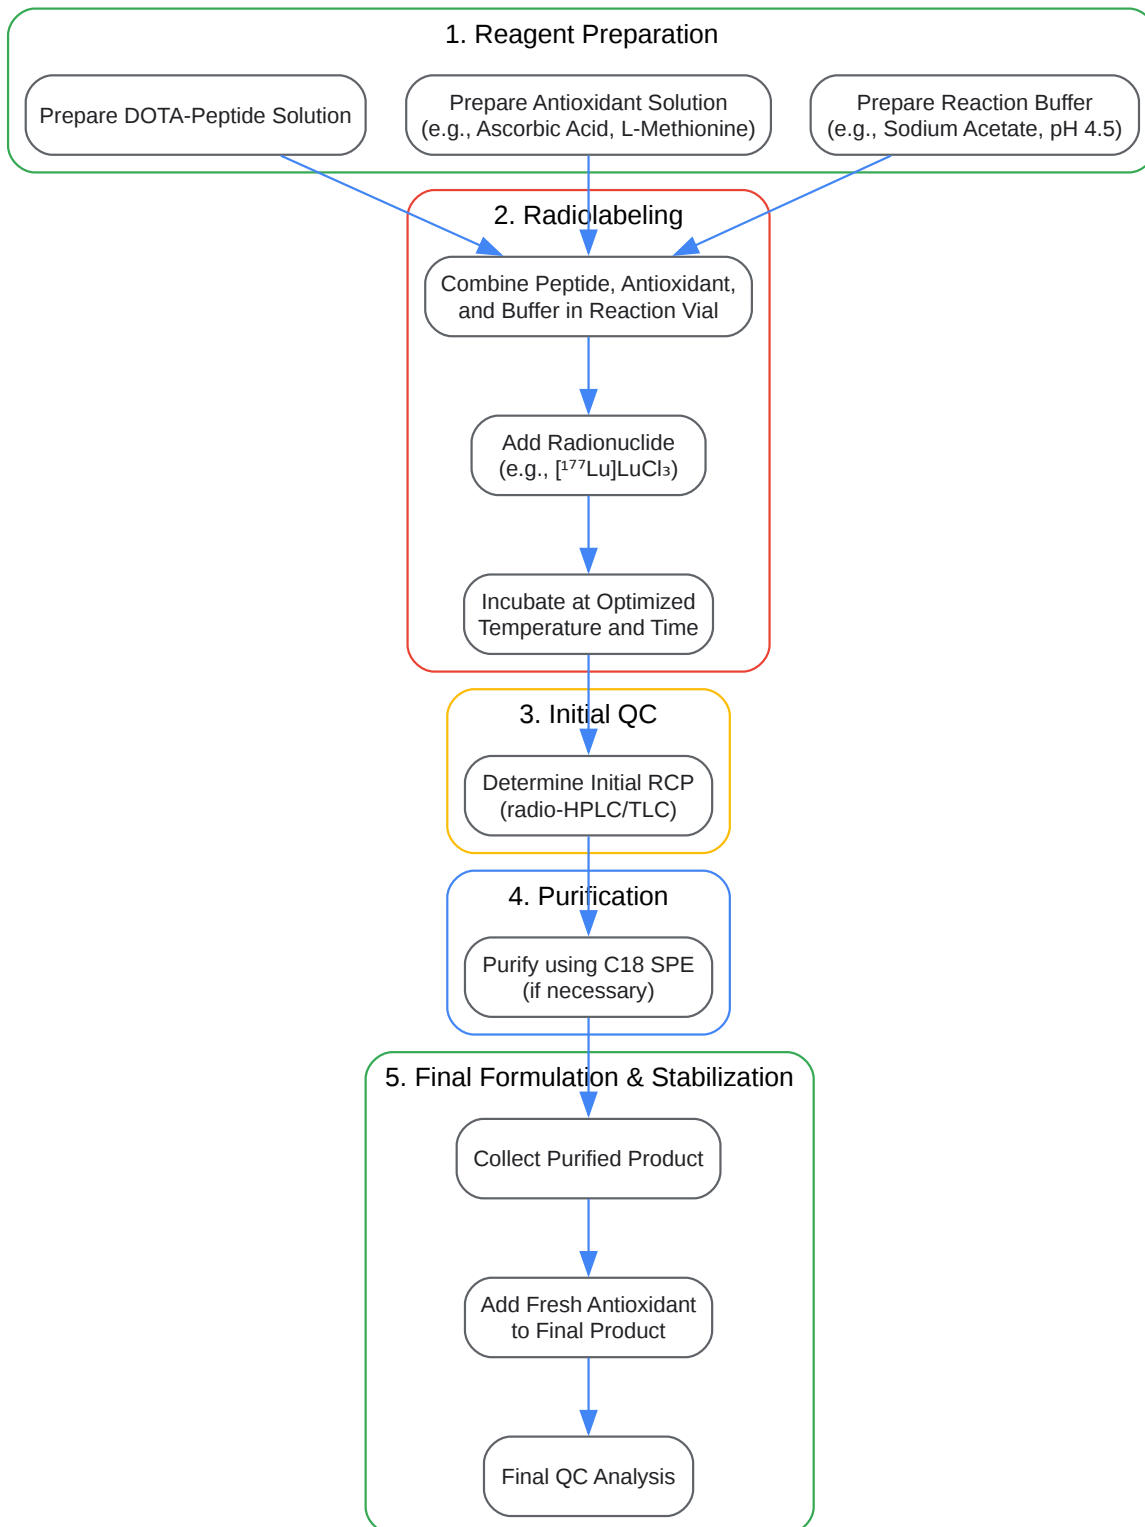 1. Reagent Preparation
Prepare DOTA-Peptide Solution
Prepare Antioxidant Solution
(e.g., Ascorbic Acid, L-Methionine)
Prepare Reaction Buffer
(e.g., Sodium Acetate, pH 4.5)
2. Radiolabeling
Combine Peptide, Antioxidant,
and Buffer in Reaction Vial
Add Radionuclide
(e.g., [¹⁷⁷Lu]LuCl₃)
Incubate at Optimized
Temperature and Time
3. Initial QC
Determine Initial RCP
(radio-HPLC/TLC)
4. Purification
Purify using C18 SPE
(if necessary)
5. Final Formulation & Stabilization
Collect Purified Product
Add Fresh Antioxidant
to Final Product
Final QC Analysis